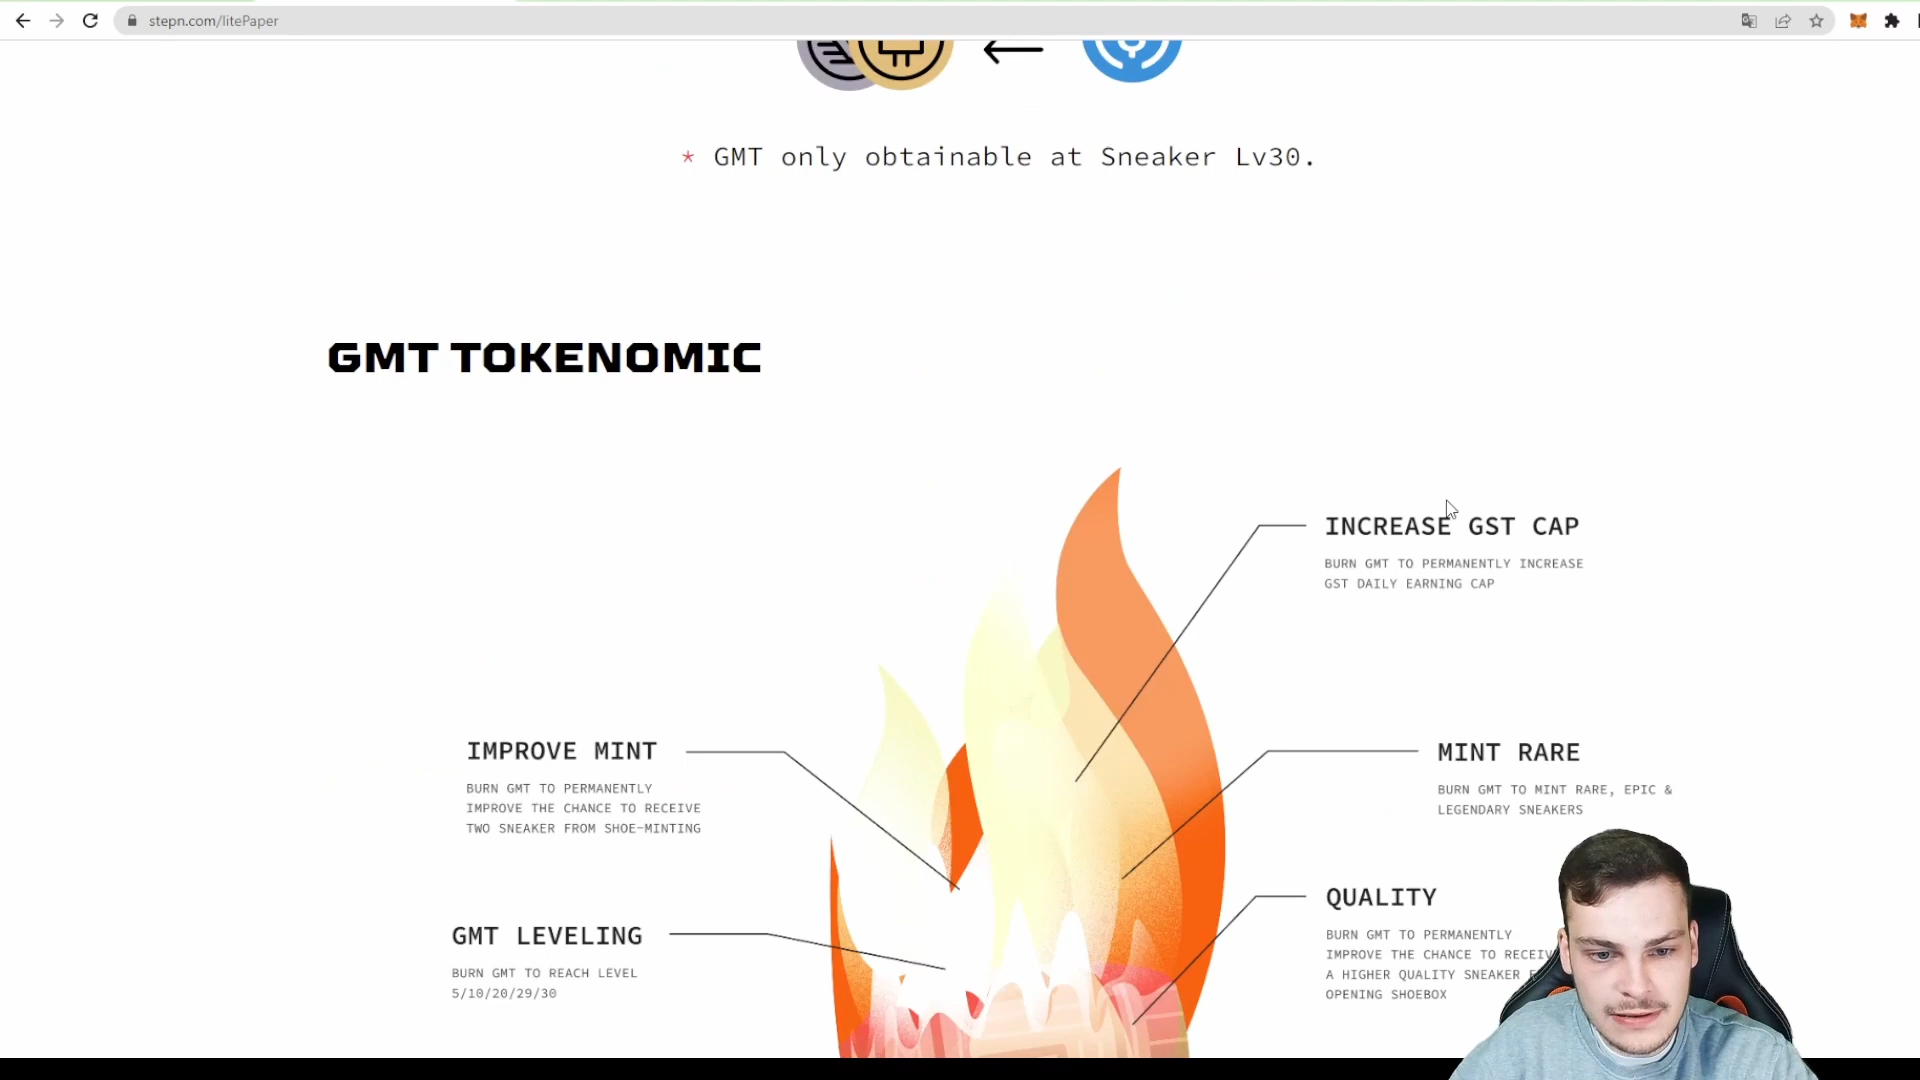 stepn.com/litePaper
* GMT only obtainable at Sneaker Lv30.
GMT TOKENOMIC
INCREASE GST CAP
BURN GMT TO PERMANENTLY INCREASE
GST DAILY EARNING CAP
IMPROVE MINT
BURN GMT TO PERMANENTLY
IMPROVE THE CHANCE TO RECEIVE
TWO SNEAKER FROM SHOE-MINTING
MINT RARE
BURN GMT TO MINT RARE, EPIC &
LEGENDARY SNEAKERS
GMT LEVELING
BURN GMT TO REACH LEVEL
5/10/20/29/30
QUALITY
BURN GMT TO PERMANENTLY
IMPROVE THE CHANCE TO
A HIGHER QUALITY SNEAKER
OPENING SHOEBOX